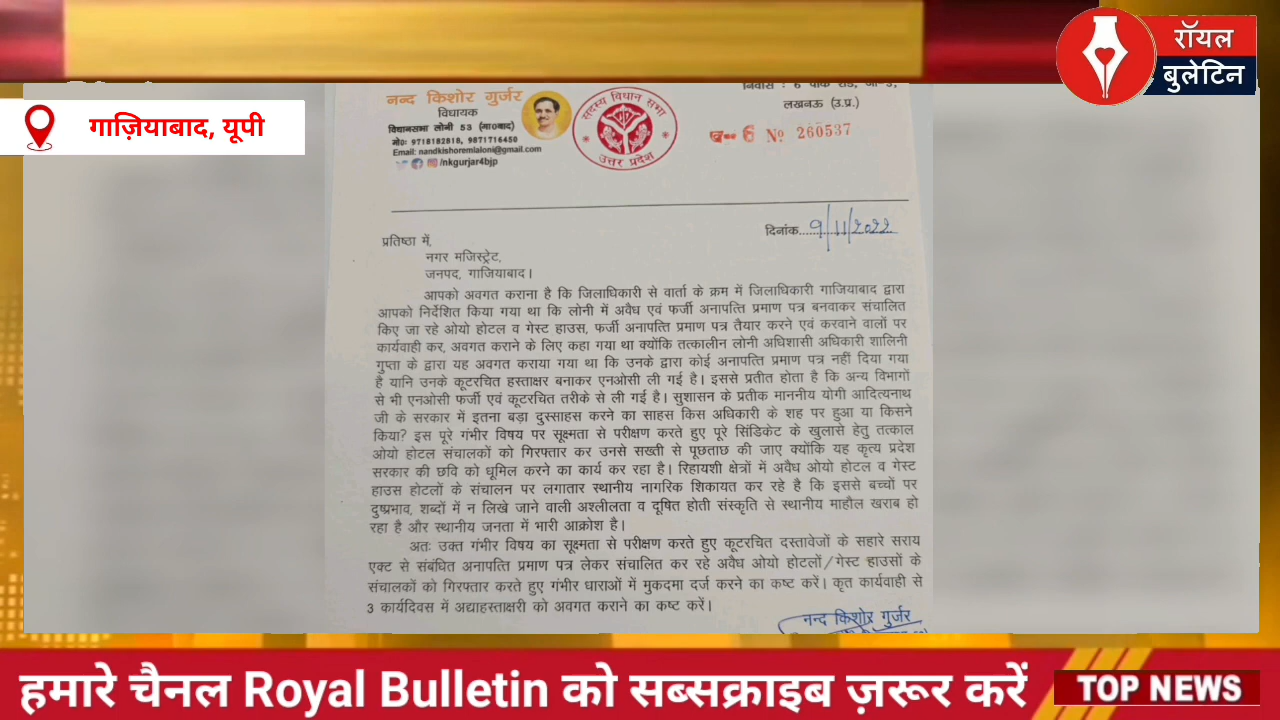 रॉयल
बुलेटिन
गाज़ियाबाद, यूपी
नन्द किशोर गुर्जर
विधायक
विधानसभा लोनी 53 (गा०बाद)
मो०: 9718182818, 9871716450
Email: nandkishoremlaloni@gmail.com
/nkgurjar4bjp
सदस्य विधान सभा
उत्तर प्रदेश
लखनऊ (उ.प्र.)
6 No 260537
दिनांक 9/11/2022
प्रतिष्ठा में,
नगर मजिस्ट्रेट,
जनपद, गाजियाबाद।
आपको अवगत कराना है कि जिलाधिकारी से वार्ता के क्रम में जिलाधिकारी गाजियाबाद द्वारा
आपको निर्देशित किया गया था कि लोनी में अवैध एवं फर्जी अनापत्ति प्रमाण पत्र बनवाकर संचालित
किए जा रहे ओयो होटल व गेस्ट हाउस, फर्जी अनापत्ति प्रमाण पत्र तैयार करने एवं करवाने वालों पर
कार्यवाही कर, अवगत कराने के लिए कहा गया था क्योंकि तत्कालीन लोनी अधिशासी अधिकारी शालिनी
गुप्ता के द्वारा यह अवगत कराया गया था कि उनके द्वारा कोई अनापत्ति प्रमाण पत्र नहीं दिया गया
है यानि उनके कूटरचित हस्ताक्षर बनाकर एनओसी ली गई है। इससे प्रतीत होता है कि अन्य विभागों
से भी एनओसी फर्जी एवं कूटरचित तरीके से ली गई है। सुशासन के प्रतीक माननीय योगी आदित्यनाथ
जी के सरकार में इतना बड़ा दुस्साहस करने का साहस किस अधिकारी के शह पर हुआ या किसने
किया? इस पूरे गंभीर विषय पर सूक्ष्मता से परीक्षण करते हुए पूरे सिंडिकेट के खुलासे हेतु तत्काल
ओयो होटल संचालकों को गिरफ्तार कर उनसे सख्ती से पूछताछ की जाए क्योंकि यह कृत्य प्रदेश
सरकार की छवि को धूमिल करने का कार्य कर रहा है। रिहायशी क्षेत्रों में अवैध ओयो होटल व गेस्ट
हाउस होटलों के संचालन पर लगातार स्थानीय नागरिक शिकायत कर रहे है कि इससे बच्चों पर
दुष्प्रभाव, शब्दों में न लिखे जाने वाली अश्लीलता व दूषित होती संस्कृति से स्थानीय माहौल खराब हो
रहा है और स्थानीय जनता में भारी आक्रोश है।
अतः उक्त गंभीर विषय का सूक्ष्मता से परीक्षण करते हुए कूटरचित दस्तावेजों के सहारे सराय
एक्ट से संबंधित अनापत्ति प्रमाण पत्र लेकर संचालित कर रहे अवैध ओयो होटलों/गेस्ट हाउसों के
संचालकों को गिरफ्तार करते हुए गंभीर धाराओं में मुकदमा दर्ज करने का कष्ट करें। कृत कार्यवाही से
3 कार्यदिवस में अद्याहस्ताक्षरी को अवगत कराने का कष्ट करें।
नन्द किशोर गुर्जर
हमारे चैनल Royal Bulletin को सब्सक्राइब ज़रूर करें
TOP NEWS